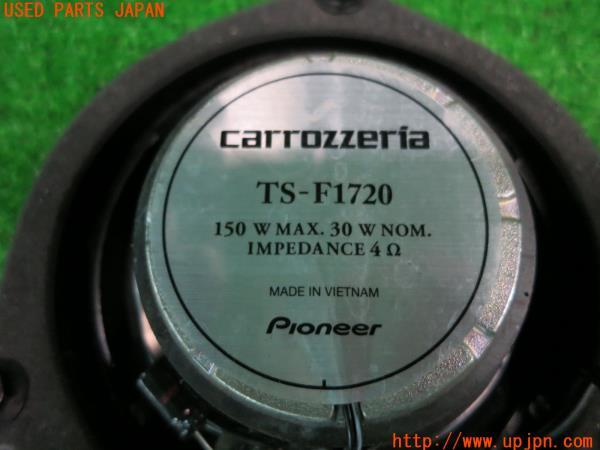 USED PARTS JAPAN
carrozzeria
TS-F1720
150 W MAX. 30 W NOM.
IMPEDANCE 4 Ω
MADE IN VIETNAM
Pioneer
http://www.upjpn.com/